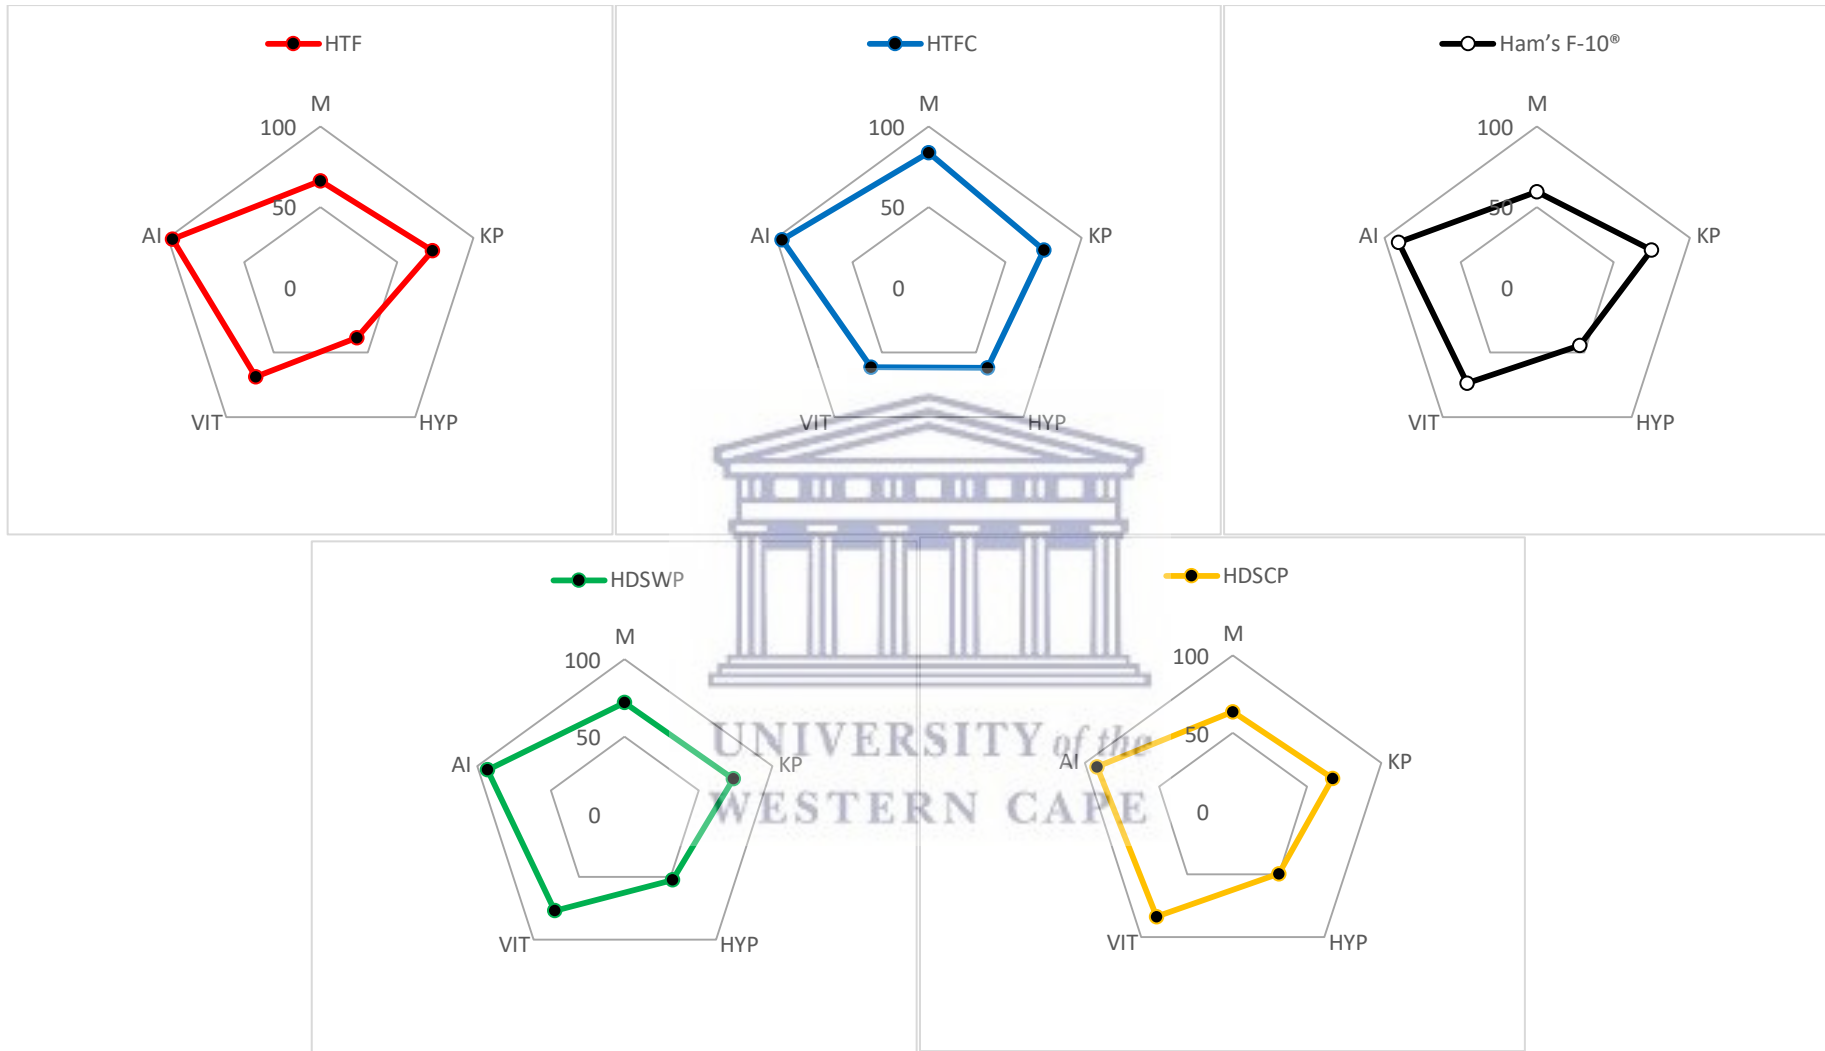 HTF
M
100
50
0
AI
KP
VIT
HYP
HTFC
M
100
50
0
AI
KP
VIT
HYP
Ham’s F-10®
M
100
50
0
AI
KP
VIT
HYP
HDSWP
M
100
50
0
AI
KP
VIT
HYP
HDSCP
M
100
50
0
AI
KP
VIT
HYP
UNIVERSITY of the
WESTERN CAPE